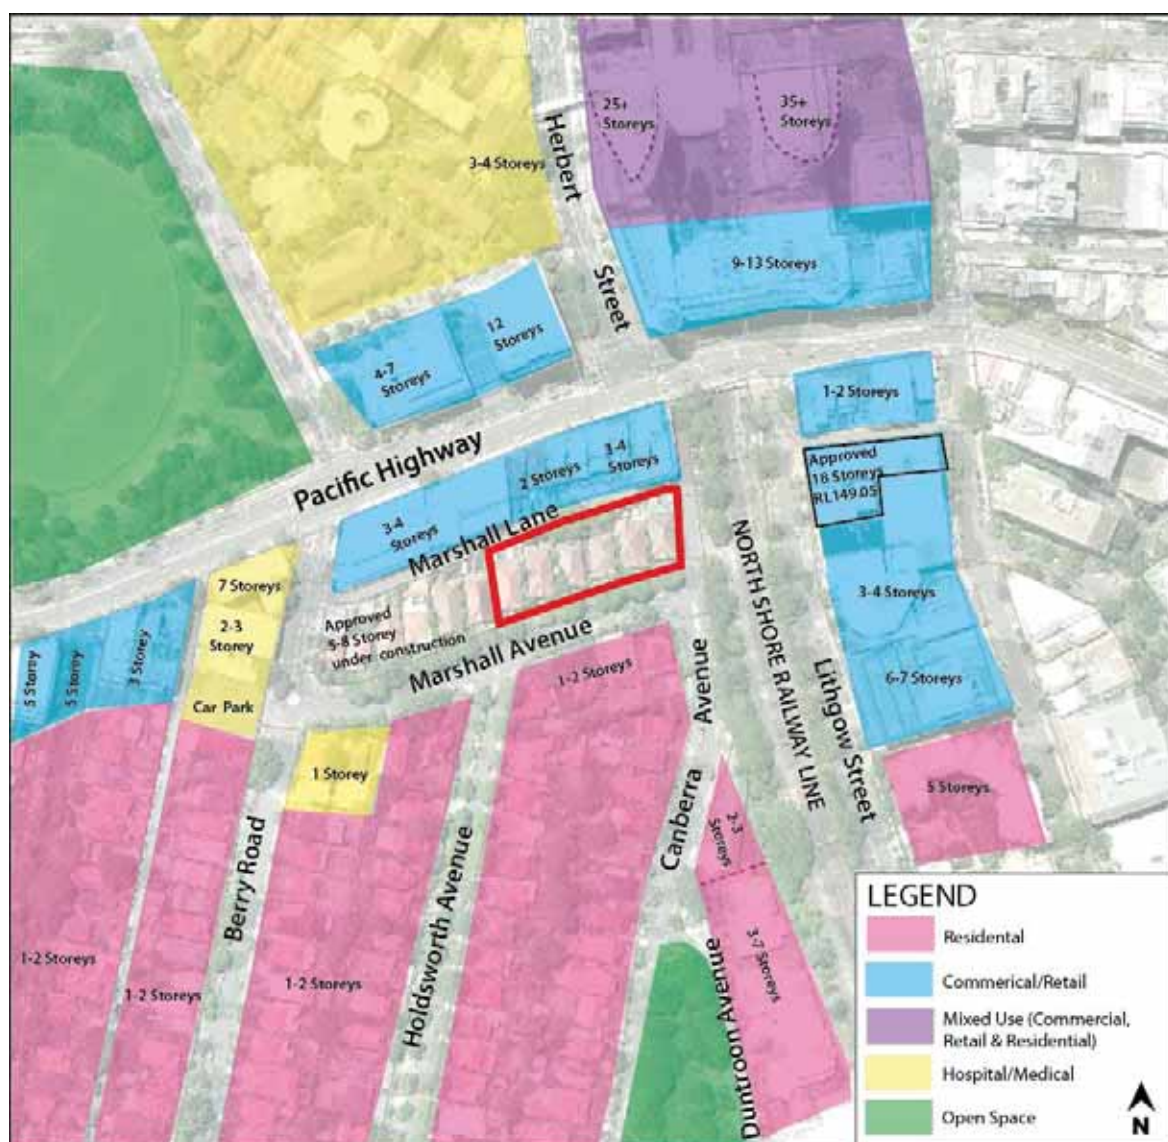 25+
Storeys
35+
Storeys
Herbert
Street
3-4 Storeys
9-13 Storeys
12
Storeys
4-7
Storeys
1-2 Storeys
Pacific Highway
3-4
Storeys
2 Storeys
3-4
Storeys
Marshall Lane
Approved
18 Storeys
RL149.05
NORTH SHORE RAILWAY LINE
7 Storeys
2-3
Storey
Car Park
Approved
5-8 Storey
under construction
Marshall Avenue
3-4 Storeys
5 Storey
5 Storey
3 Storey
1-2 Storeys
Canberra
Avenue
Lithgow Street
6-7 Storeys
1 Storey
5 Storeys
2-3
Storeys
Berry Road
Holdsworth Avenue
1-2 Storeys
1-2 Storeys
1-2 Storeys
Duntroon Avenue
3-7 Storeys
LEGEND
Residental
Commerical/Retail
Mixed Use (Commercial,
Retail & Residential)
Hospital/Medical
Open Space
N